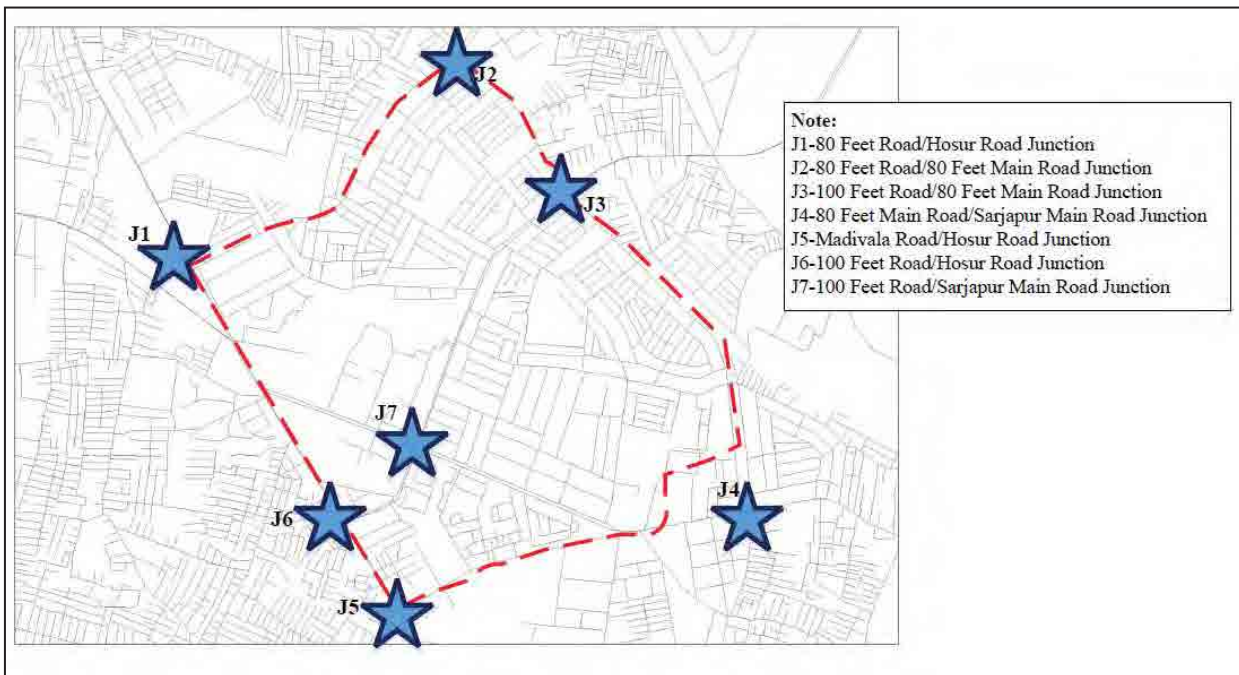 J2
Note:
J1-80 Feet Road/Hosur Road Junction
J2-80 Feet Road/80 Feet Main Road Junction
J3-100 Feet Road/80 Feet Main Road Junction
J4-80 Feet Main Road/Sarjapur Main Road Junction
J5-Madivala Road/Hosur Road Junction
J6-100 Feet Road/Hosur Road Junction
J7-100 Feet Road/Sarjapur Main Road Junction
J3
J1
J7
J4
J6
J5